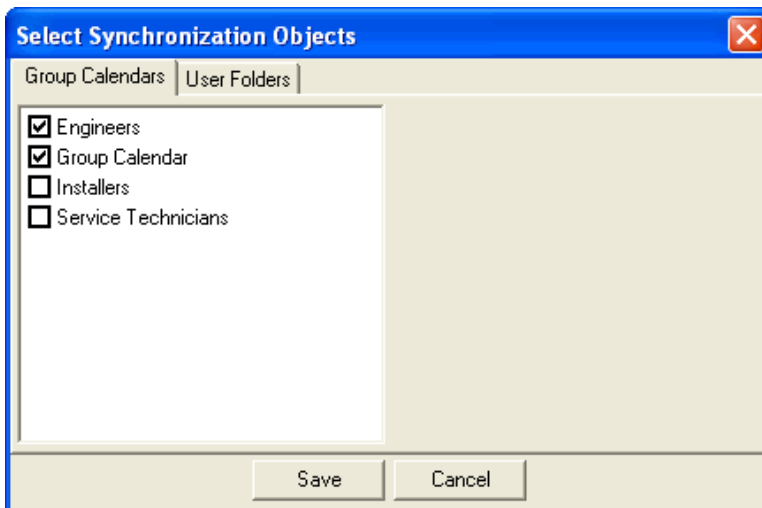 Select Synchronization Objects
Group Calendars User Folders
Engineers
Group Calendar
Installers
Service Technicians
Save Cancel